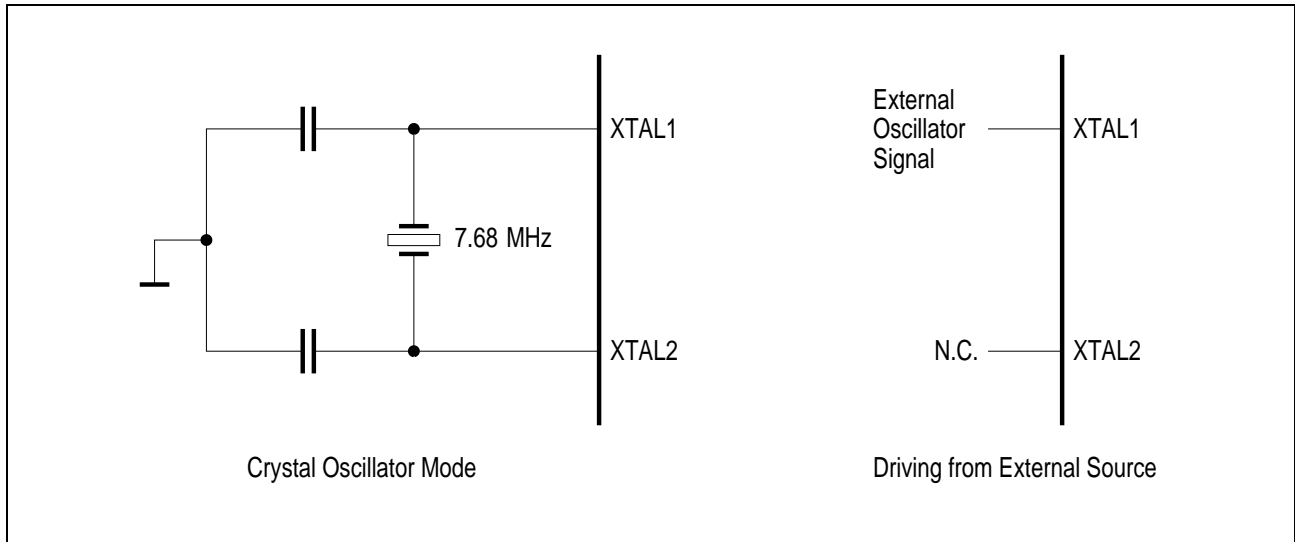 XTAL1
7.68 MHz
XTAL2
Crystal Oscillator Mode
External
Oscillator
Signal
XTAL1
N.C.
XTAL2
Driving from External Source